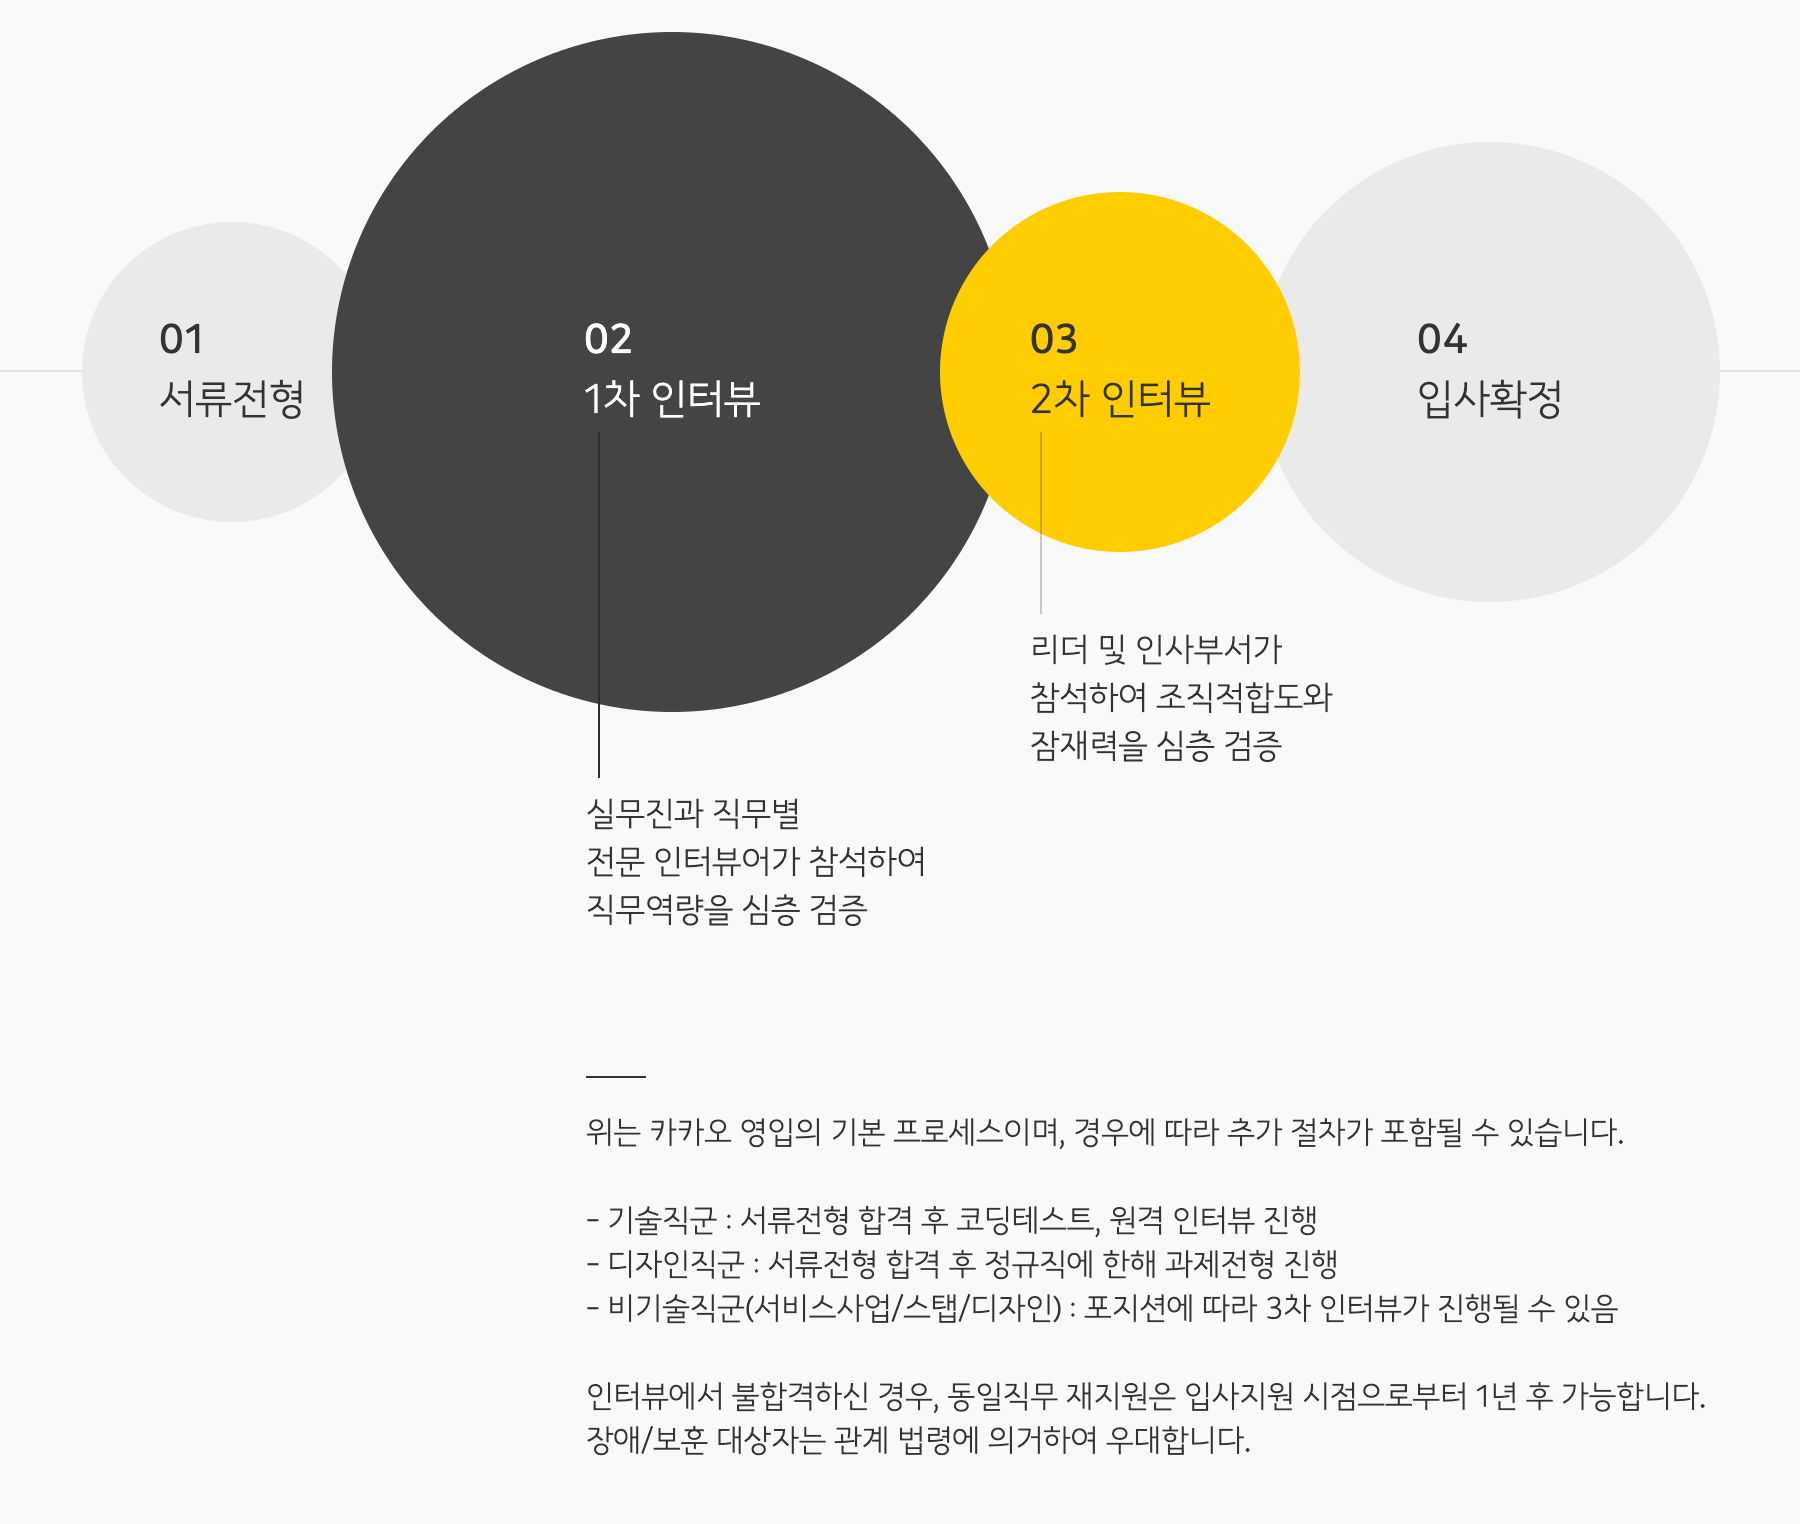 01
서류전형
02
1차 인터뷰
03
2차 인터뷰
04
입사확정
리더 및 인사부서가
참석하여 조직적합도와
잠재력을 심층 검증
실무진과 직무별
전문 인터뷰어가 참석하여
직무역량을 심층 검증
위는 카카오 영입의 기본 프로세스이며, 경우에 따라 추가 절차가 포함될 수 있습니다.
- 기술직군 : 서류전형 합격 후 코딩테스트, 원격 인터뷰 진행
- 디자인직군 : 서류전형 합격 후 정규직에 한해 과제전형 진행
- 비기술직군(서비스사업/스탭/디자인) : 포지션에 따라 3차 인터뷰가 진행될 수 있음
인터뷰에서 불합격하신 경우, 동일직무 재지원은 입사지원 시점으로부터 1년 후 가능합니다.
장애/보훈 대상자는 관계 법령에 의거하여 우대합니다.